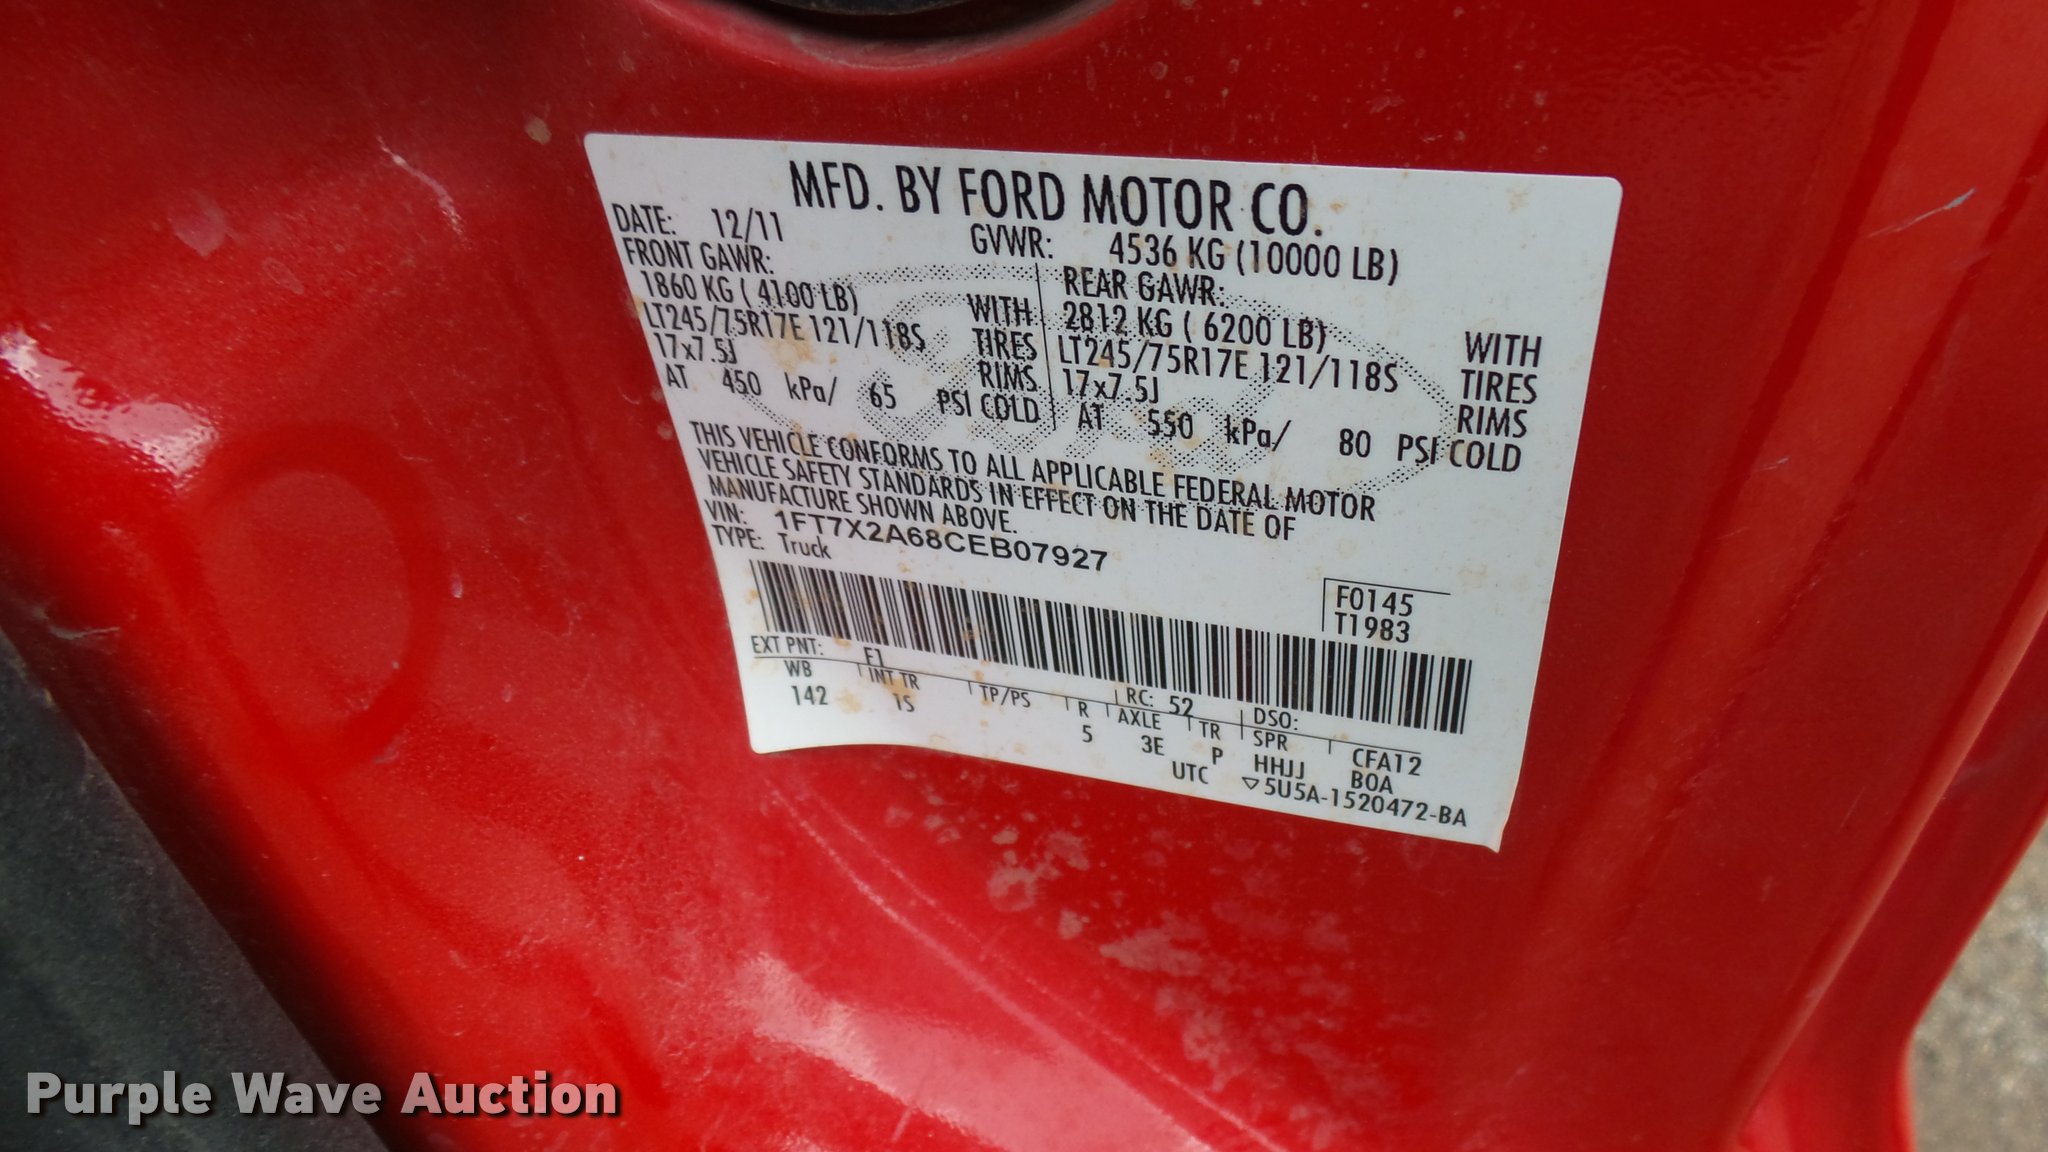 MFD. BY FORD MOTOR CO.
DATE: 12/11 GVWR: 4536 KG (10000 LB)
FRONT GAWR: REAR GAWR:
1860 KG ( 4100 LB) WITH 2812 KG ( 6200 LB) WITH
LT245/75R17E 121/118S TIRES LT245/75R17E 121/118S TIRES
17x7.5J RIMS 17x7.5J RIMS
AT 450 kPa/ 65 PSI COLD AT 550 kPa/ 80 PSI COLD
THIS VEHICLE CONFORMS TO ALL APPLICABLE FEDERAL MOTOR
VEHICLE SAFETY STANDARDS IN EFFECT ON THE DATE OF
MANUFACTURE SHOWN ABOVE.
VIN: 1FT7X2A68CEB07927
TYPE: Truck
F0145
T1983
EXT PNT: F1 RC: 52 DSO:
WB INT TR TP/PS R AXLE TR SPR CFA12
142 1S 5 3E P HHJJ B0A
UTC ▽5U5A-1520472-BA
Purple Wave Auction